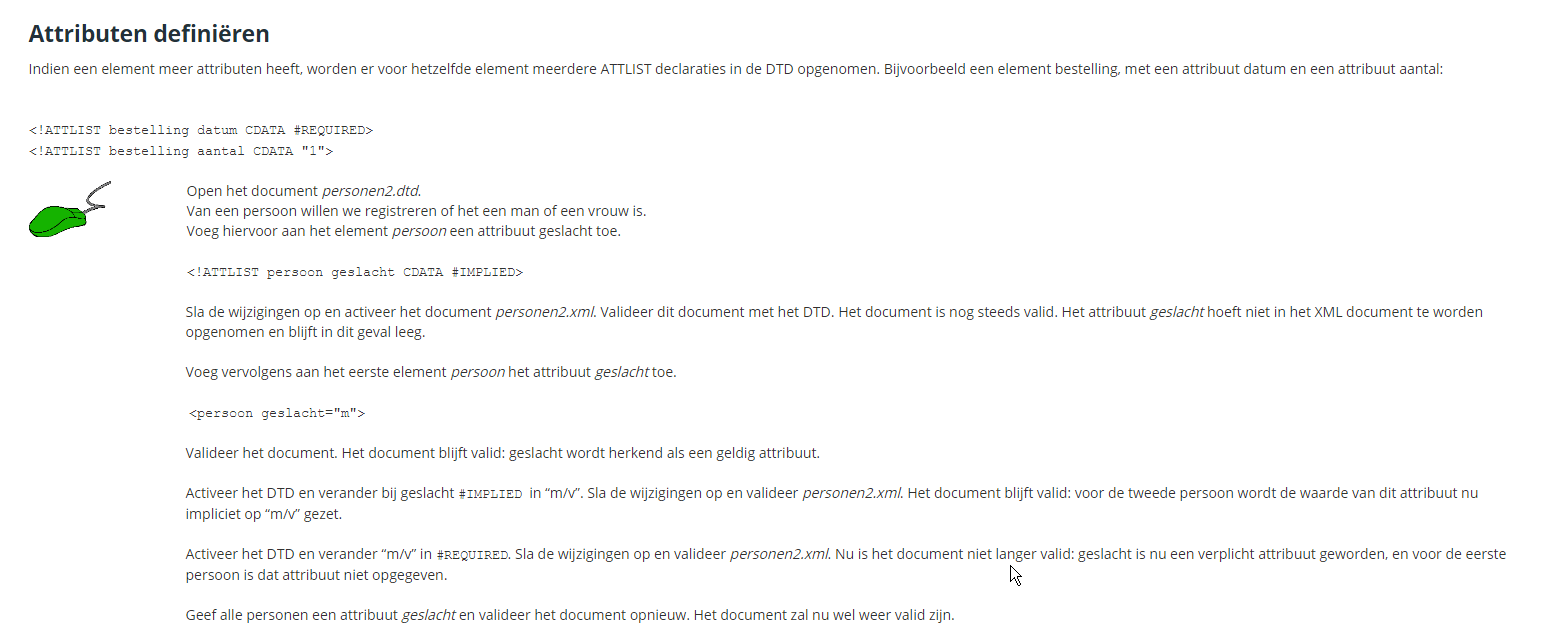 Attributen definiëren
Indien een element meer attributen heeft, worden er voor hetzelfde element meerdere ATTLIST declaraties in de DTD opgenomen. Bijvoorbeeld een element bestelling, met een attribuut datum en een attribuut aantal:
<!ATTLIST bestelling datum CDATA #REQUIRED>
<!ATTLIST bestelling aantal CDATA "1">
Open het document personen2.dtd.
Van een persoon willen we registreren of het een man of een vrouw is.
Voeg hiervoor aan het element persoon een attribuut geslacht toe.
<!ATTLIST persoon geslacht CDATA #IMPLIED>
Sla de wijzigingen op en activeer het document personen2.xml. Valideer dit document met het DTD. Het document is nog steeds valid. Het attribuut geslacht hoeft niet in het XML document te worden
opgenomen en blijft in dit geval leeg.
Voeg vervolgens aan het eerste element persoon het attribuut geslacht toe.
<persoon geslacht="m">
Valideer het document. Het document blijft valid: geslacht wordt herkend als een geldig attribuut.
Activeer het DTD en verander bij geslacht #IMPLIED in “m/v”. Sla de wijzigingen op en valideer personen2.xml. Het document blijft valid: voor de tweede persoon wordt de waarde van dit attribuut nu
impliciet op “m/v” gezet.
Activeer het DTD en verander “m/v” in #REQUIRED. Sla de wijzigingen op en valideer personen2.xml. Nu is het document niet langer valid: geslacht is nu een verplicht attribuut geworden, en voor de eerste
persoon is dat attribuut niet opgegeven.
Geef alle personen een attribuut geslacht en valideer het document opnieuw. Het document zal nu wel weer valid zijn.